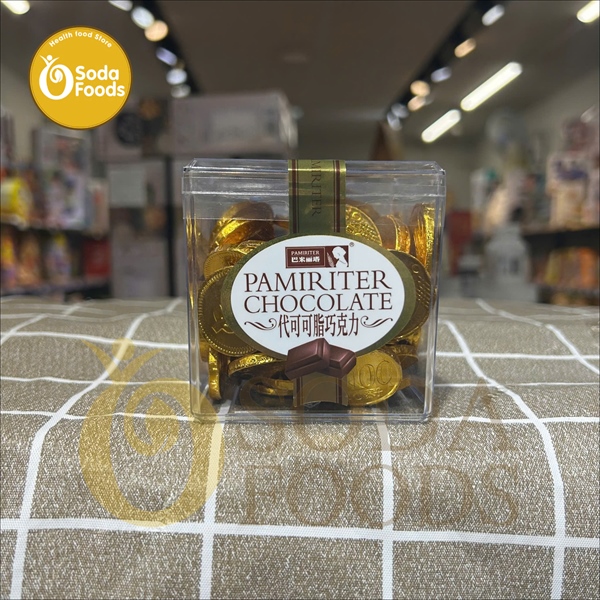 Health food Store
Soda
Foods
PAMIRITER
PAMIRITER
巴米丽塔
PAMIRITER
CHOCOLATE
代可可脂巧克力
100
SODA
FOODS